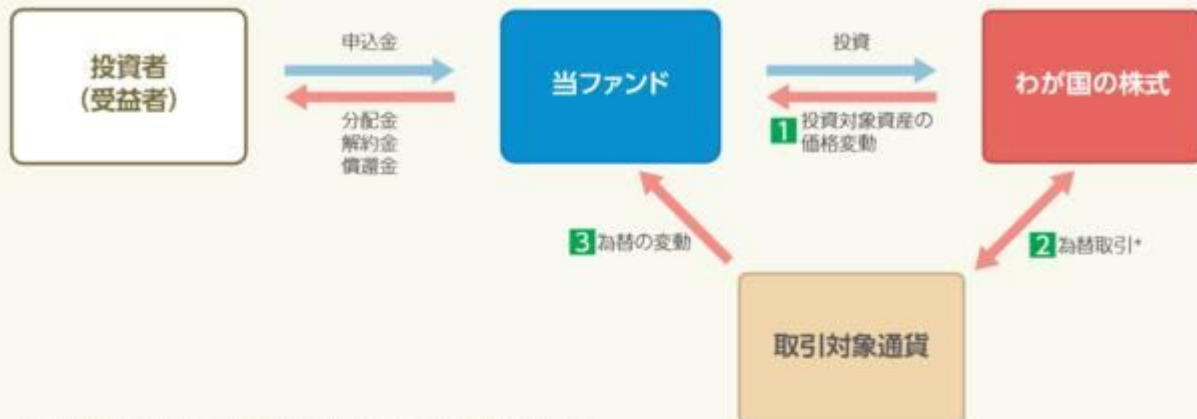 投資者
(受益者)
申込金
分配金
解約金
償還金
当ファンド
投資
1 投資対象資産の
価格変動
わが国の株式
3 為替の変動
2 為替取引*
取引対象通貨